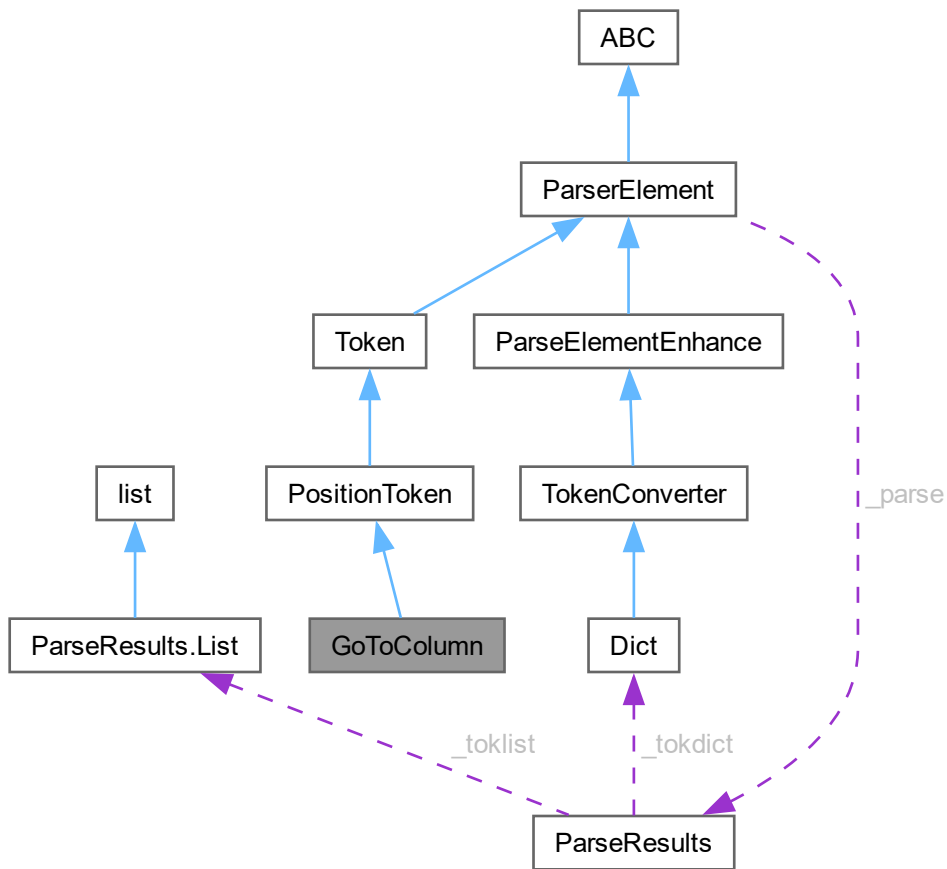 ABC
ParserElement
Token
ParseElementEnhance
list
PositionToken
TokenConverter
_parse
ParseResults.List
GoToColumn
Dict
_toklist
_tokdict
ParseResults